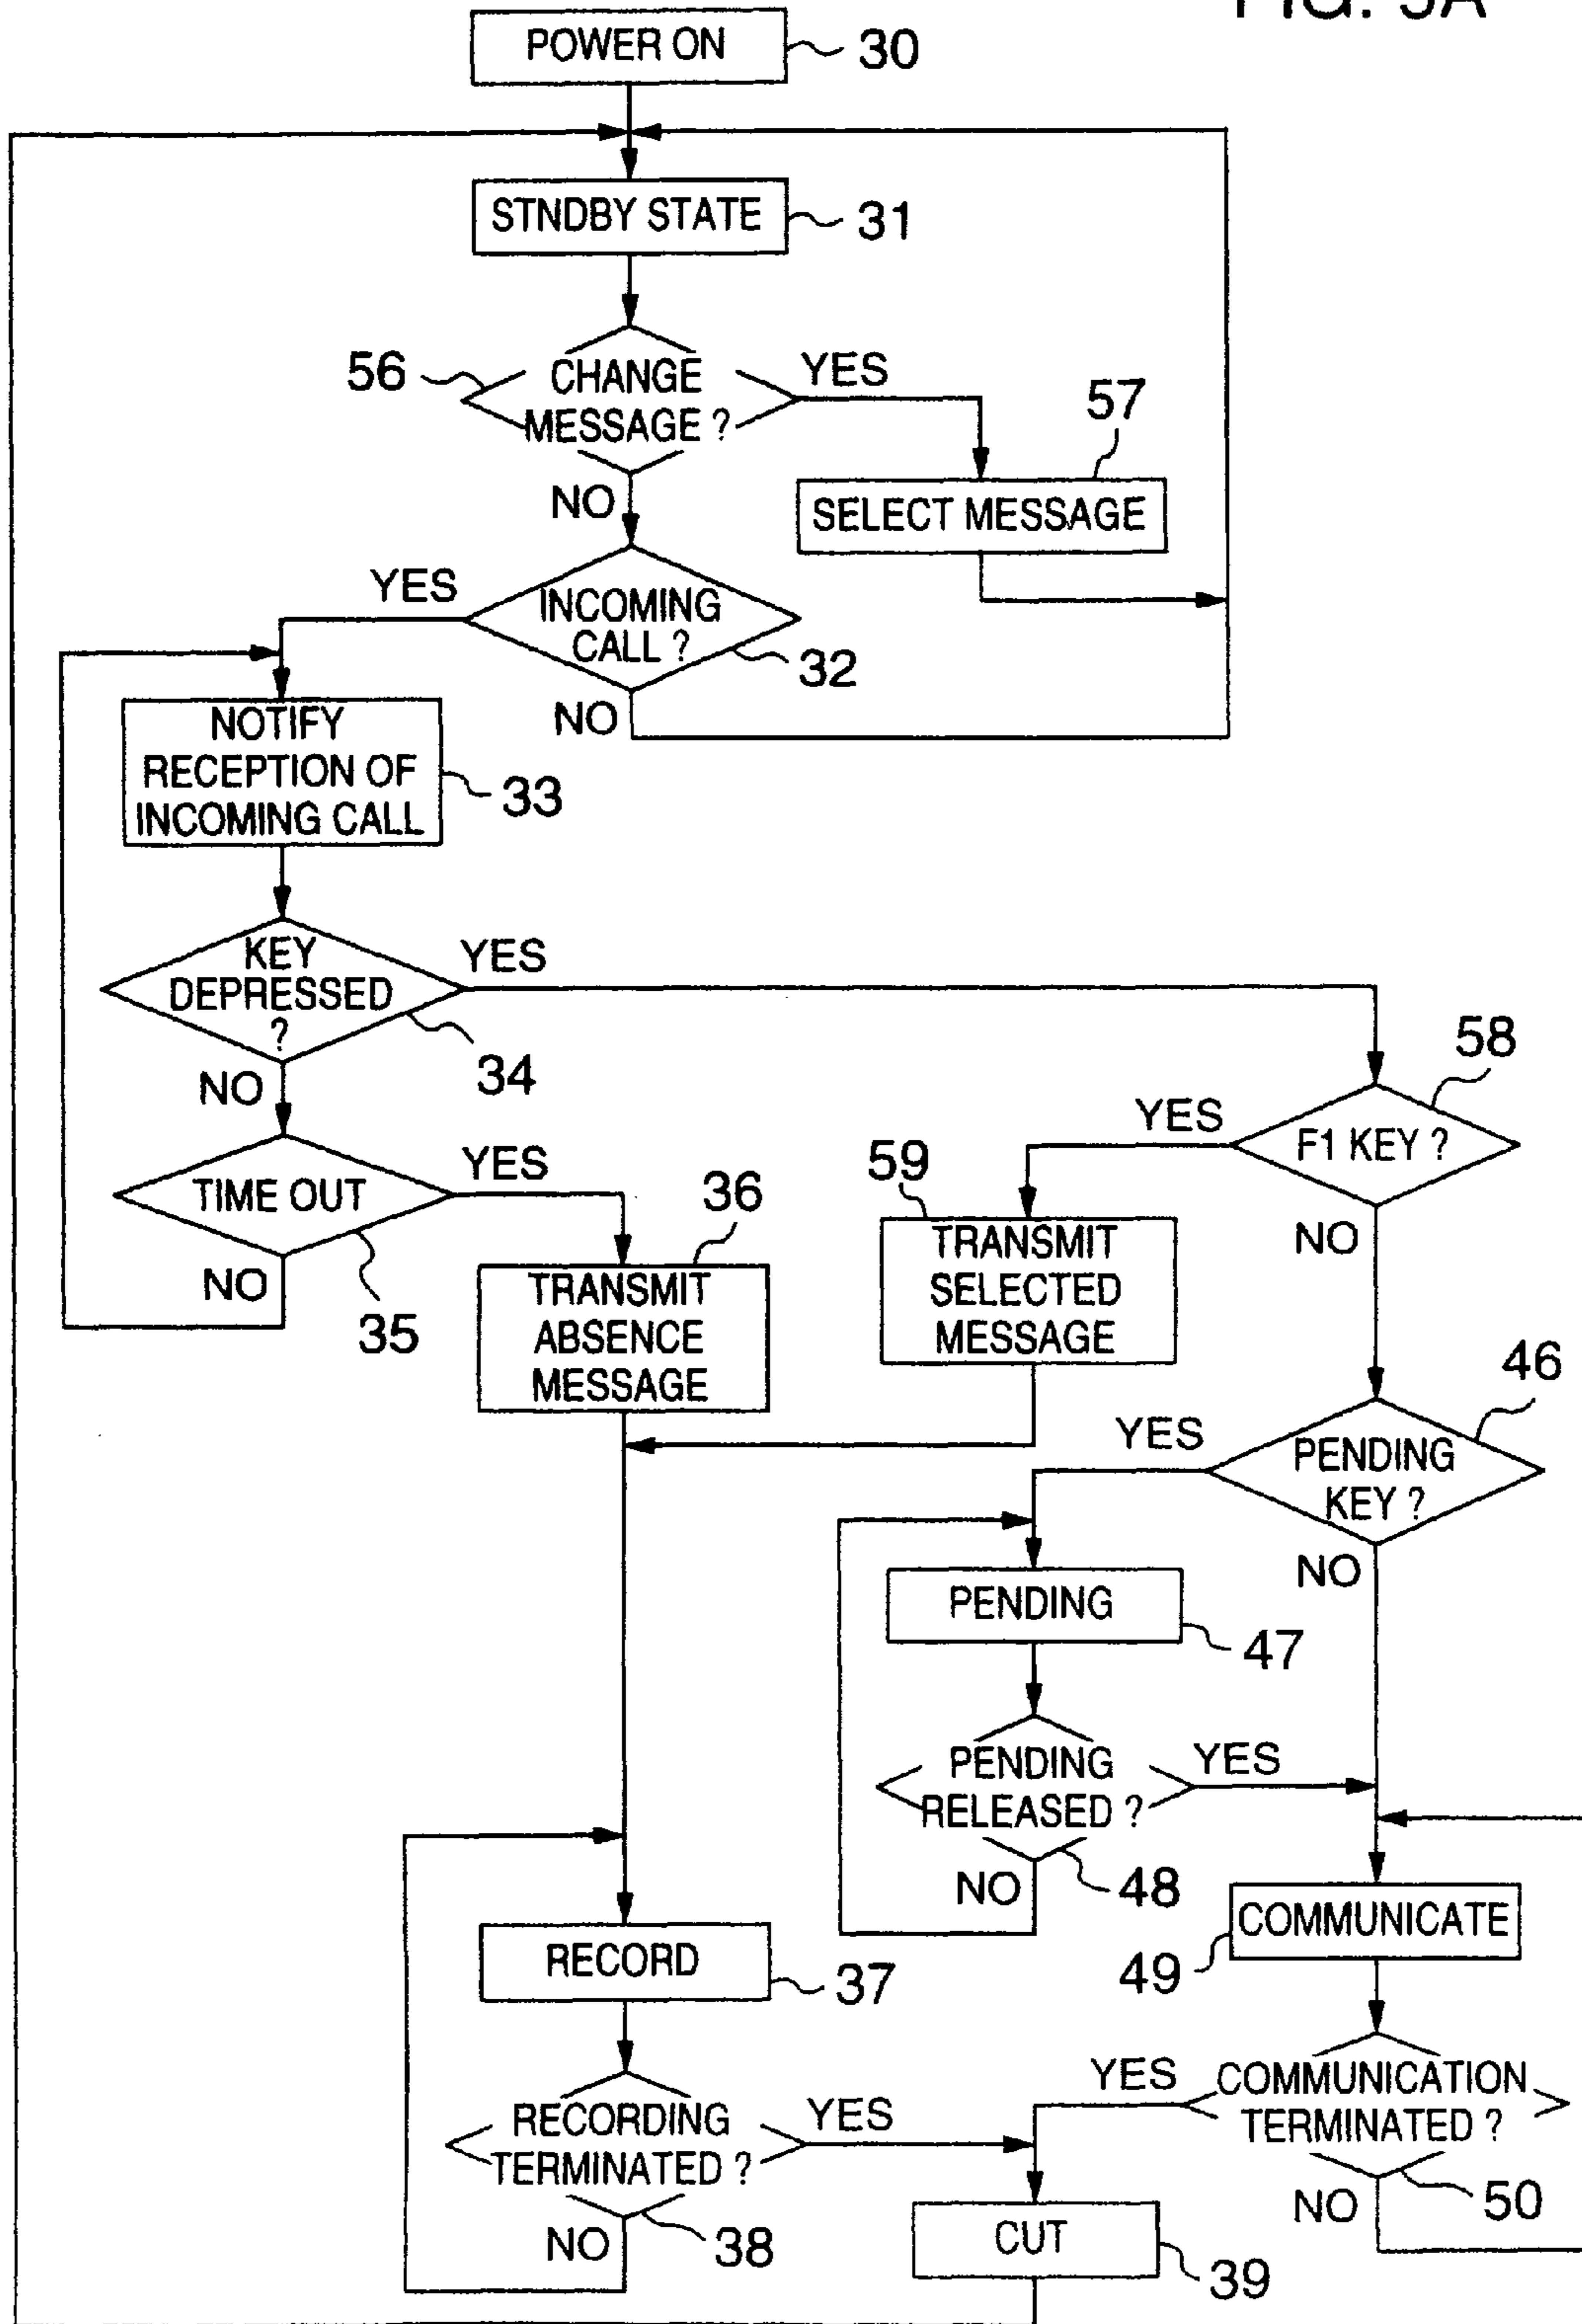 FIG. 5A
POWER ON
30
STNDBY STATE
31
56
CHANGE
MESSAGE ?
YES
57
NO
SELECT MESSAGE
YES
INCOMING
CALL ?
32
NO
NOTIFY
RECEPTION OF
INCOMING CALL
33
KEY
DEPRESSED
?
YES
34
NO
58
YES
F1 KEY ?
NO
TIME OUT
YES
35
NO
36
TRANSMIT
ABSENCE
MESSAGE
59
TRANSMIT
SELECTED
MESSAGE
46
YES
PENDING
KEY ?
NO
PENDING
47
PENDING
RELEASED ?
YES
NO
48
COMMUNICATE
49
RECORD
37
YES
COMMUNICATION
TERMINATED ?
NO
50
RECORDING
TERMINATED ?
YES
NO
38
CUT
39